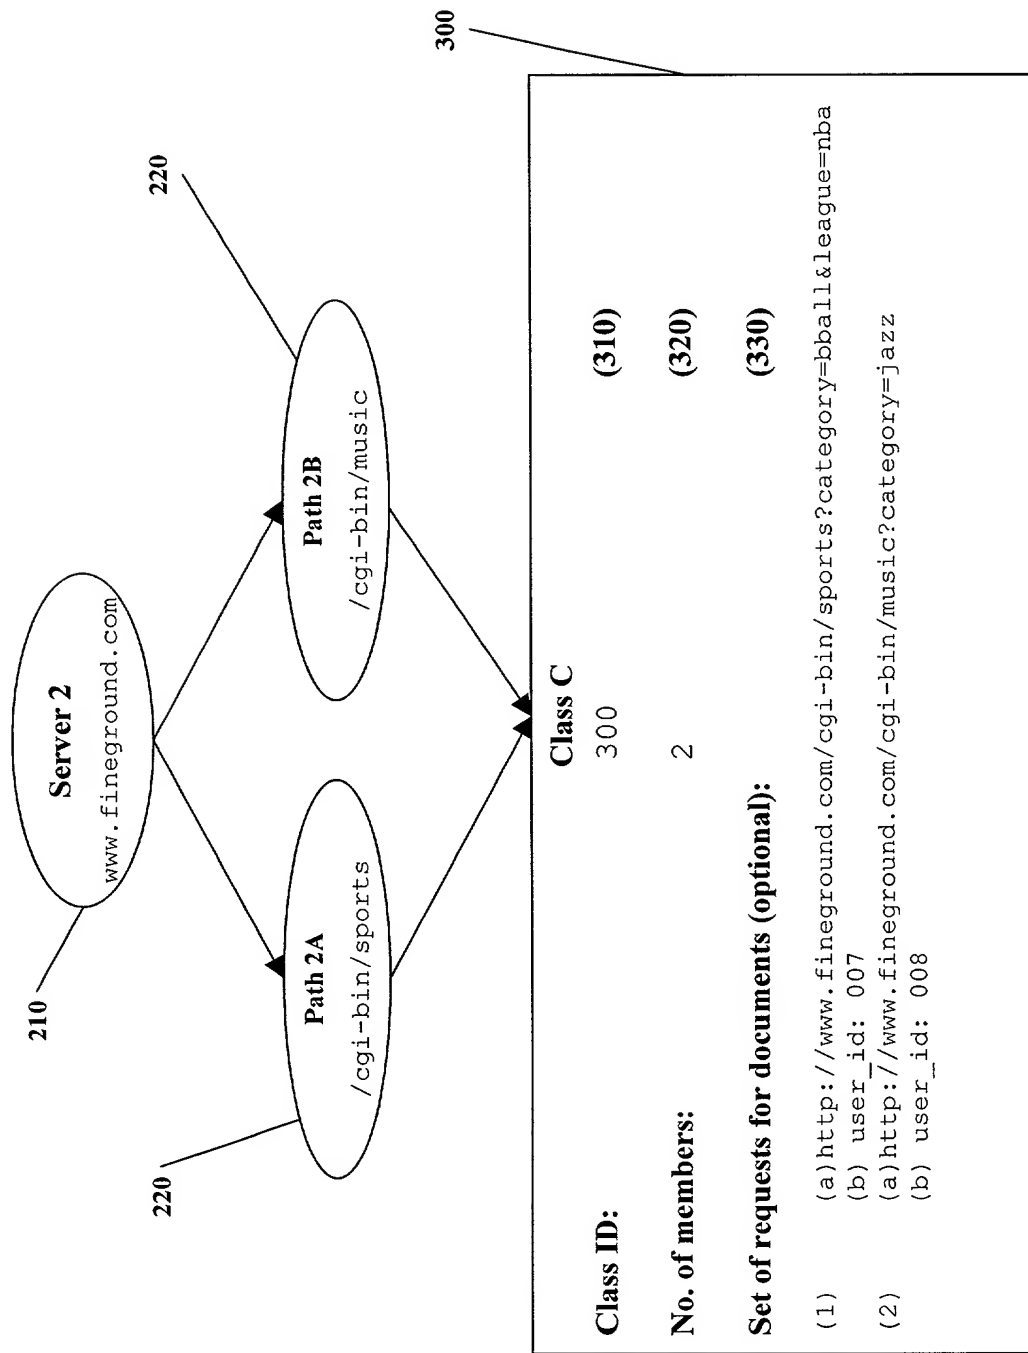 Server 2
www.fineground.com
210
Path 2A
/cgi-bin/sports
220
Path 2B
/cgi-bin/music
220
300
Class C
Class ID: 300 (310)
No. of members: 2 (320)
Set of requests for documents (optional): (330)
(1) (a)http://www.fineground.com/cgi-bin/sports?category=bball&league=nba
(b) user_id: 007
(2) (a)http://www.fineground.com/cgi-bin/music?category=jazz
(b) user_id: 008